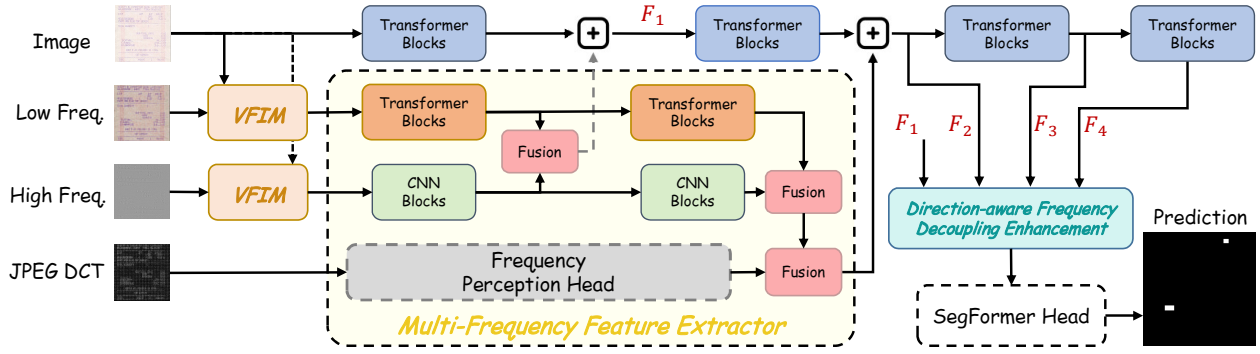 Image
Low Freq.
High Freq.
JPEG DCT
VFIM
VFIM
Transformer
Blocks
+
F1
Transformer
Blocks
+
Transformer
Blocks
Transformer
Blocks
Transformer
Blocks
Fusion
Transformer
Blocks
CNN
Blocks
CNN
Blocks
Fusion
Frequency
Perception Head
Fusion
Multi-Frequency Feature Extractor
F1
F2
F3
F4
Direction-aware Frequency
Decoupling Enhancement
SegFormer Head
Prediction